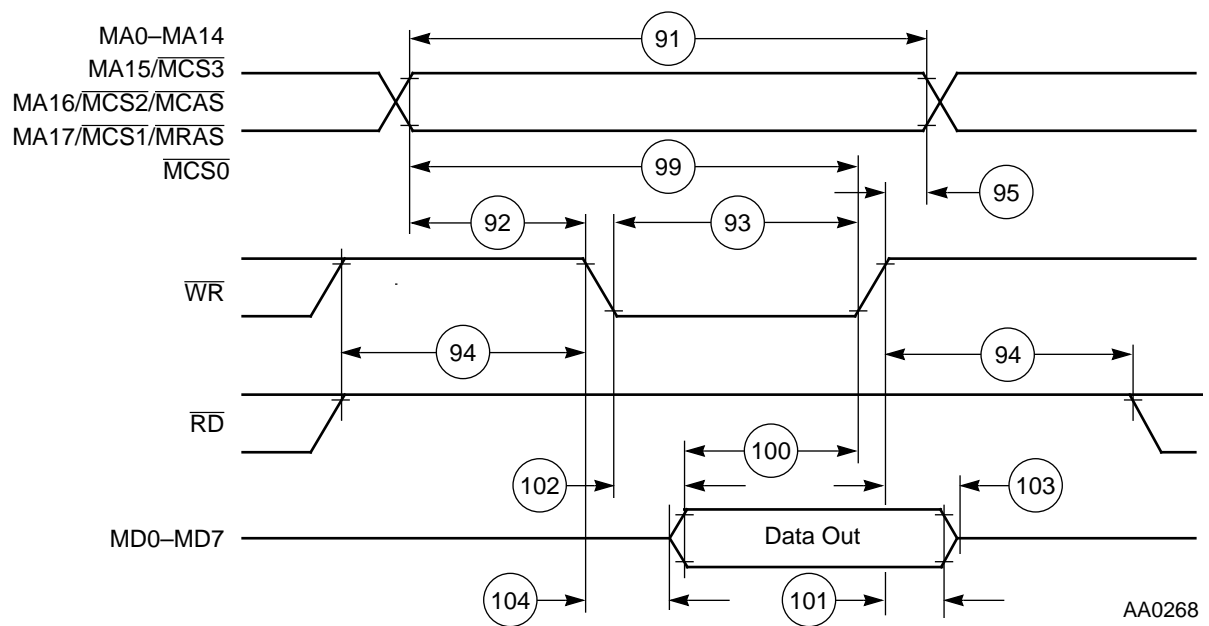 MA0–MA14
91
MA15/MCS3
MA16/MCS2/MCAS
MA17/MCS1/MRAS
MCS0
99
95
92
93
WR
94
94
RD
100
102
103
MD0–MD7
Data Out
104
101
AA0268